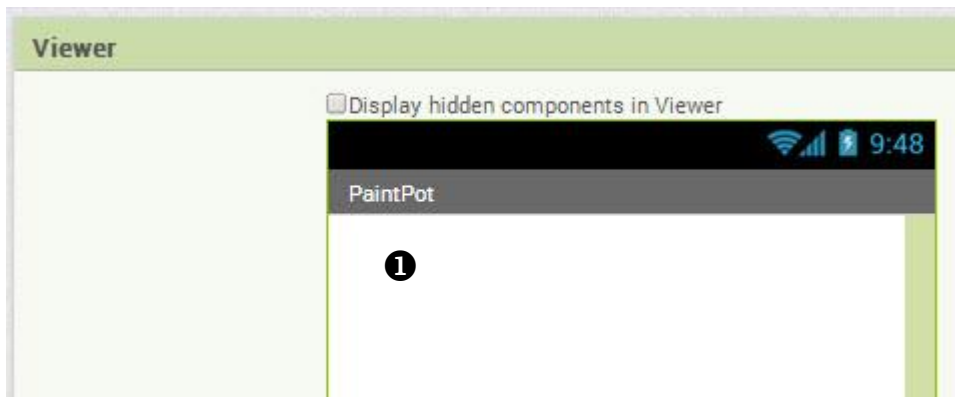 Viewer
Display hidden components in Viewer
9:48
PaintPot
❶